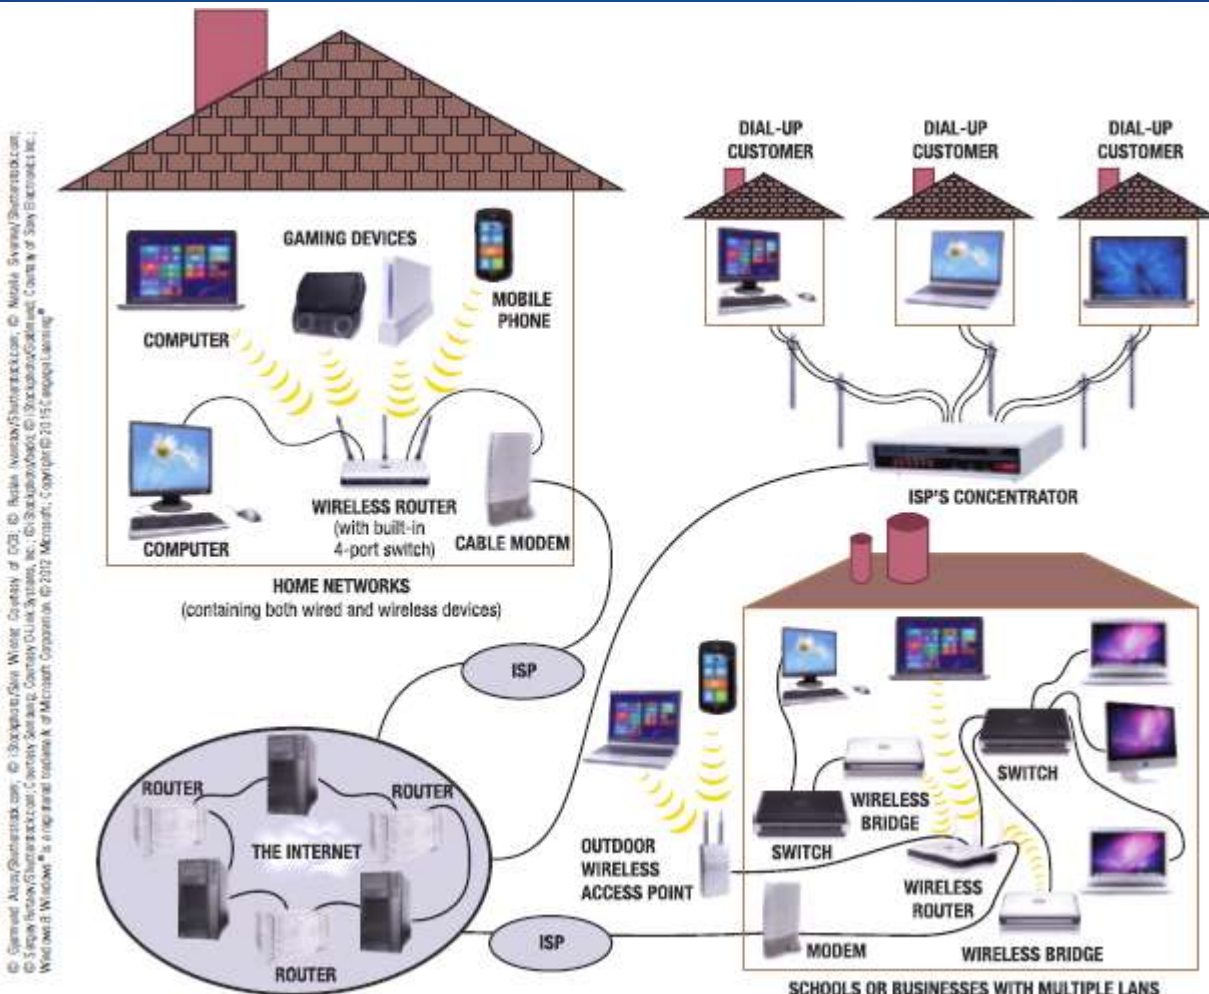 DIAL-UP
CUSTOMER
DIAL-UP
CUSTOMER
DIAL-UP
CUSTOMER
GAMING DEVICES
MOBILE
PHONE
COMPUTER
WIRELESS ROUTER
(with built-in
4-port switch)
CABLE MODEM
COMPUTER
HOME NETWORKS
(containing both wired and wireless devices)
ISP'S CONCENTRATOR
ISP
ROUTER
ROUTER
THE INTERNET
ROUTER
ISP
OUTDOOR
WIRELESS
ACCESS POINT
SWITCH
WIRELESS
BRIDGE
SWITCH
WIRELESS
ROUTER
MODEM
WIRELESS BRIDGE
SCHOOLS OR BUSINESSES WITH MULTIPLE LANS